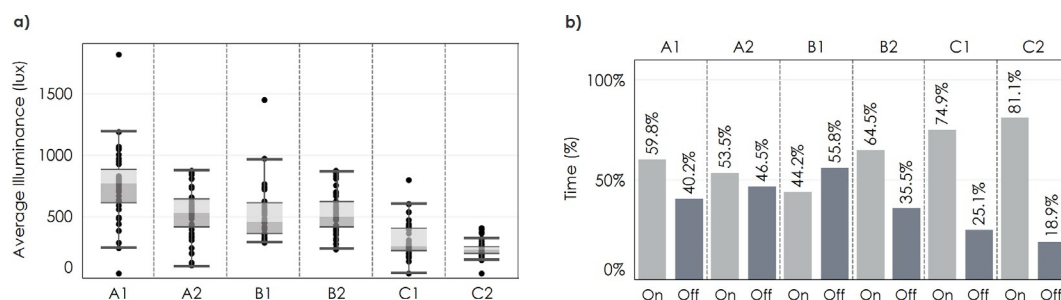 a)
Average Illuminance (lux)
1500
1000
500
0
A1 A2 B1 B2 C1 C2
b)
A1 A2 B1 B2 C1 C2
Time (%)
100%
50%
0%
59.8% 40.2% 53.5% 46.5% 44.2% 55.8% 64.5% 35.5% 74.9% 25.1% 81.1% 18.9%
On Off On Off On Off On Off On Off On Off